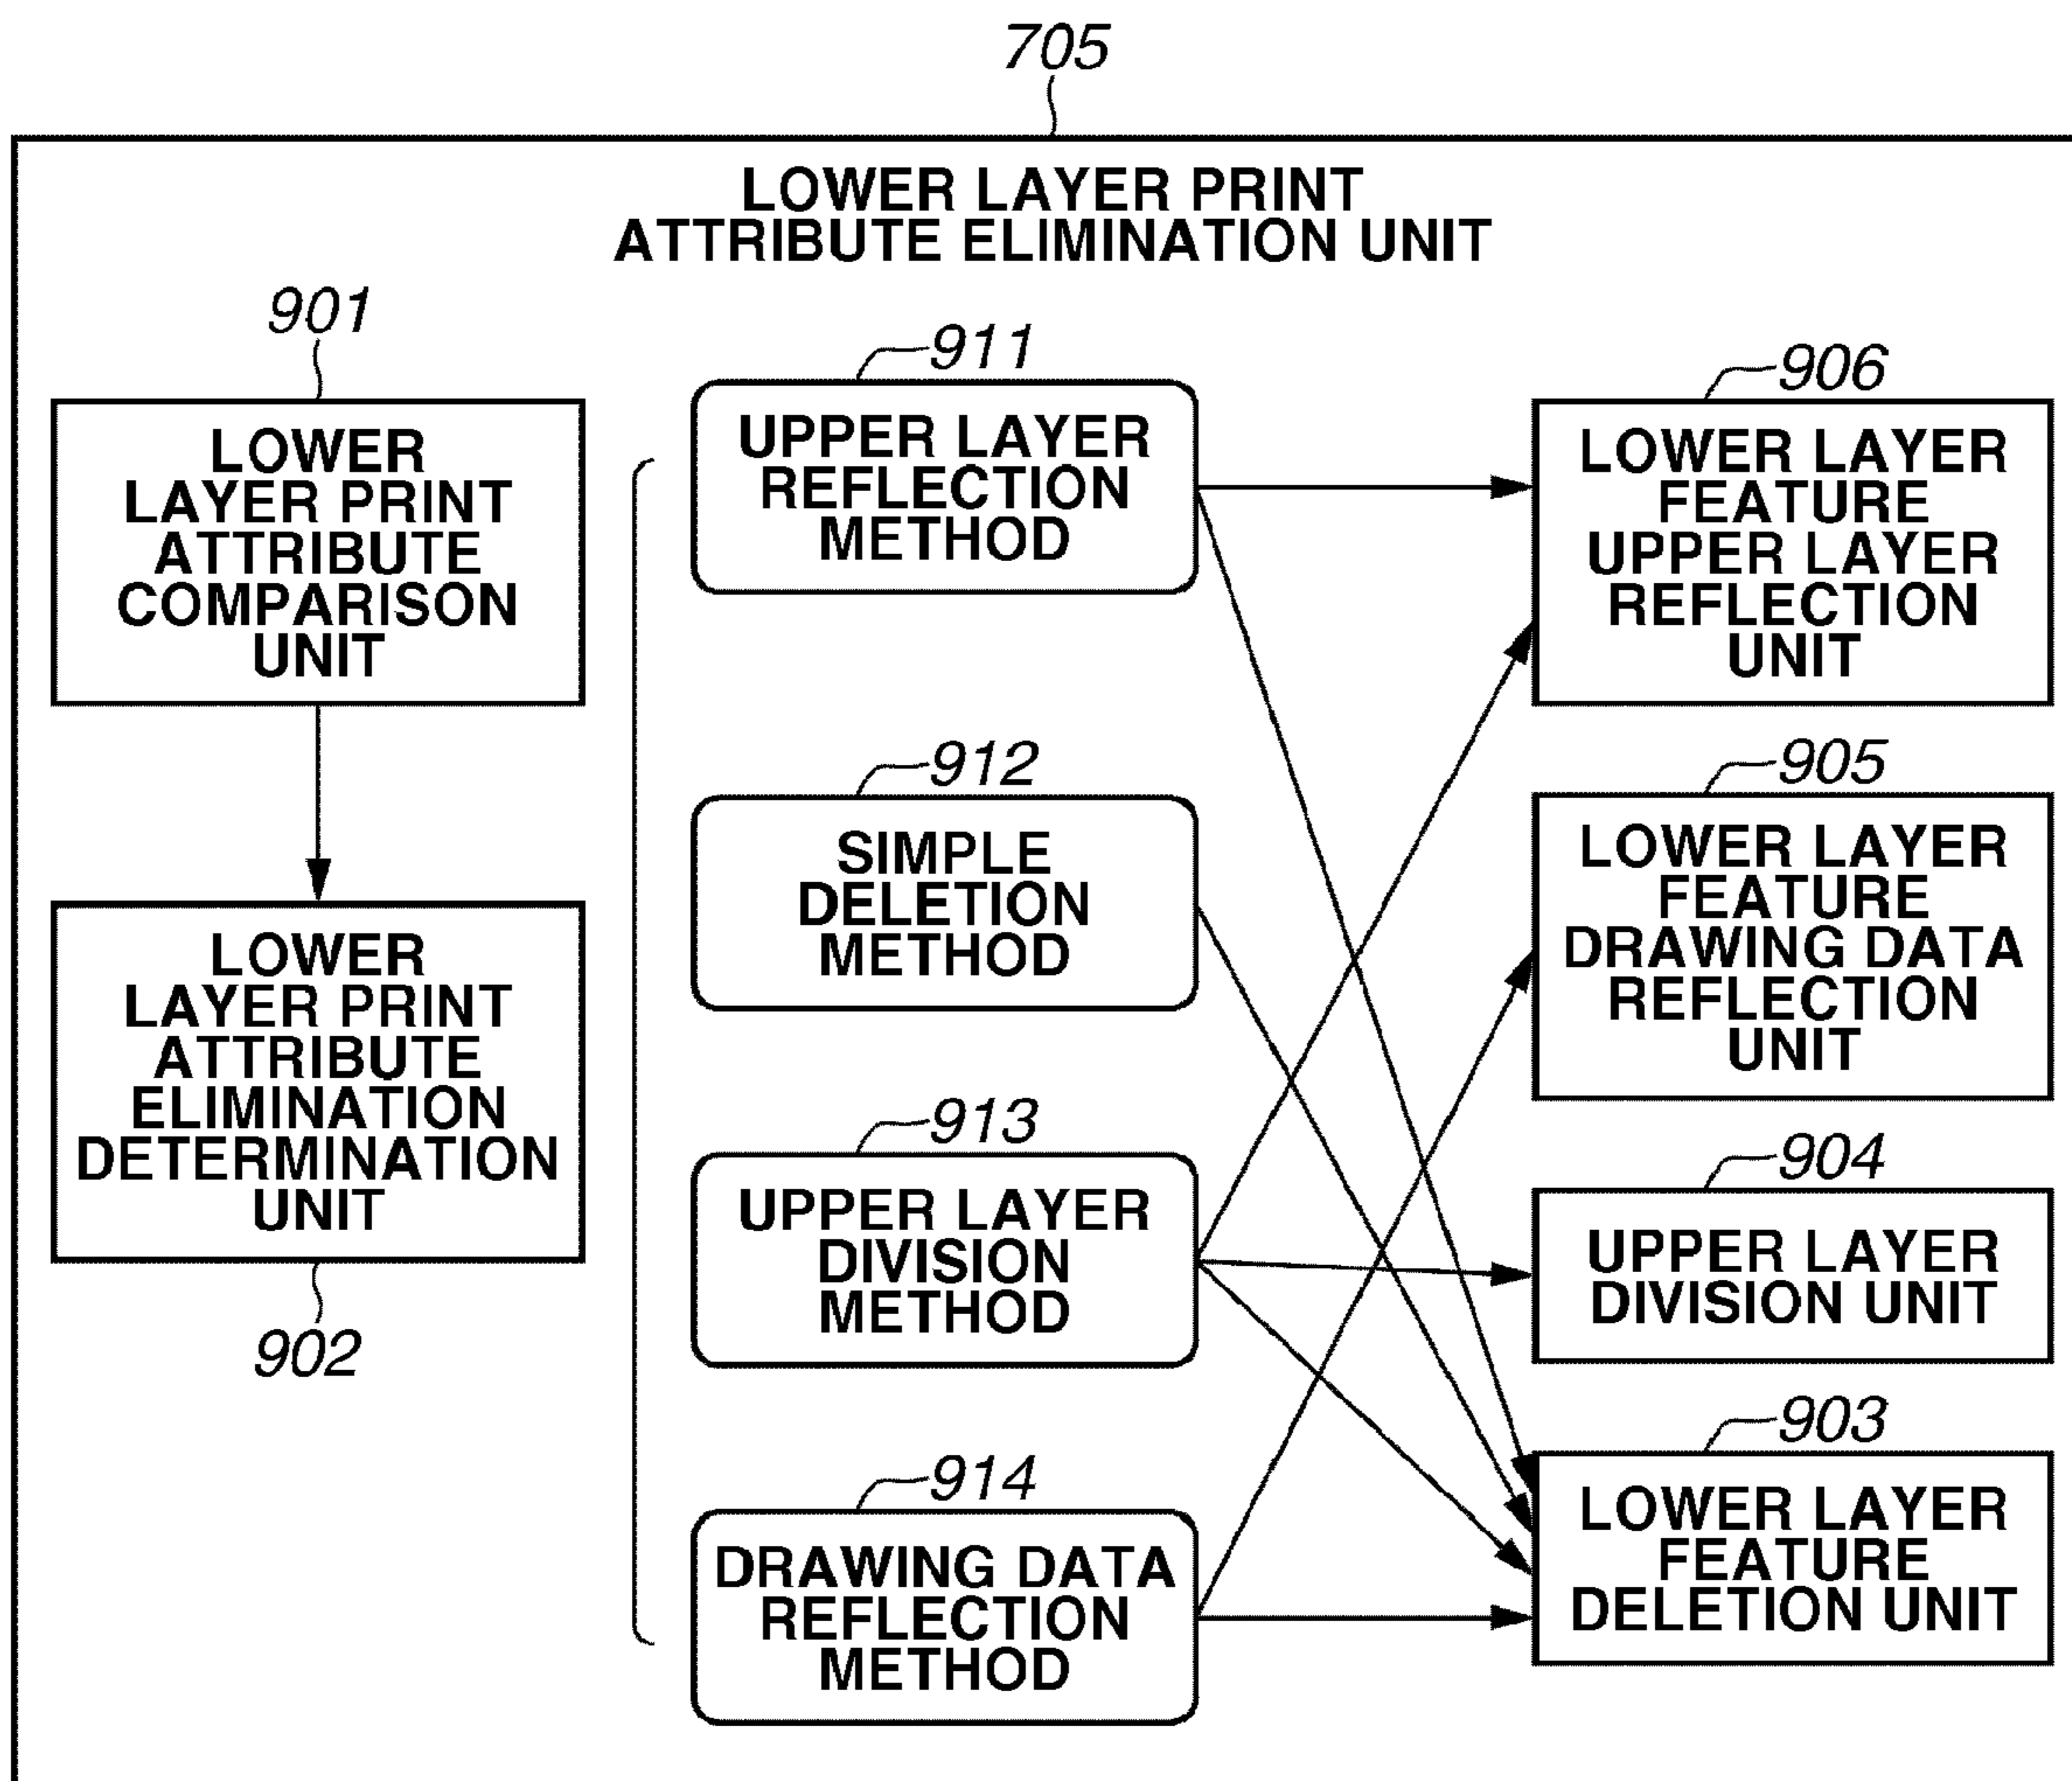 705
LOWER LAYER PRINT
ATTRIBUTE ELIMINATION UNIT
901
LOWER
LAYER PRINT
ATTRIBUTE
COMPARISON
UNIT
LOWER
LAYER PRINT
ATTRIBUTE
ELIMINATION
DETERMINATION
UNIT
902
911
UPPER LAYER
REFLECTION
METHOD
912
SIMPLE
DELETION
METHOD
913
UPPER LAYER
DIVISION
METHOD
914
DRAWING DATA
REFLECTION
METHOD
906
LOWER LAYER
FEATURE
UPPER LAYER
REFLECTION
UNIT
905
LOWER LAYER
FEATURE
DRAWING DATA
REFLECTION
UNIT
904
UPPER LAYER
DIVISION UNIT
903
LOWER LAYER
FEATURE
DELETION UNIT